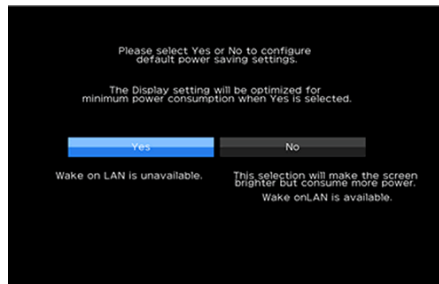 Please select Yes or No to configure
default power saving settings.
The Display setting will be optimized for
minimum power consumption when Yes is selected.
Yes
No
Wake on LAN is unavailable.
This selection will make the screen
brighter but consume more power.
Wake onLAN is available.